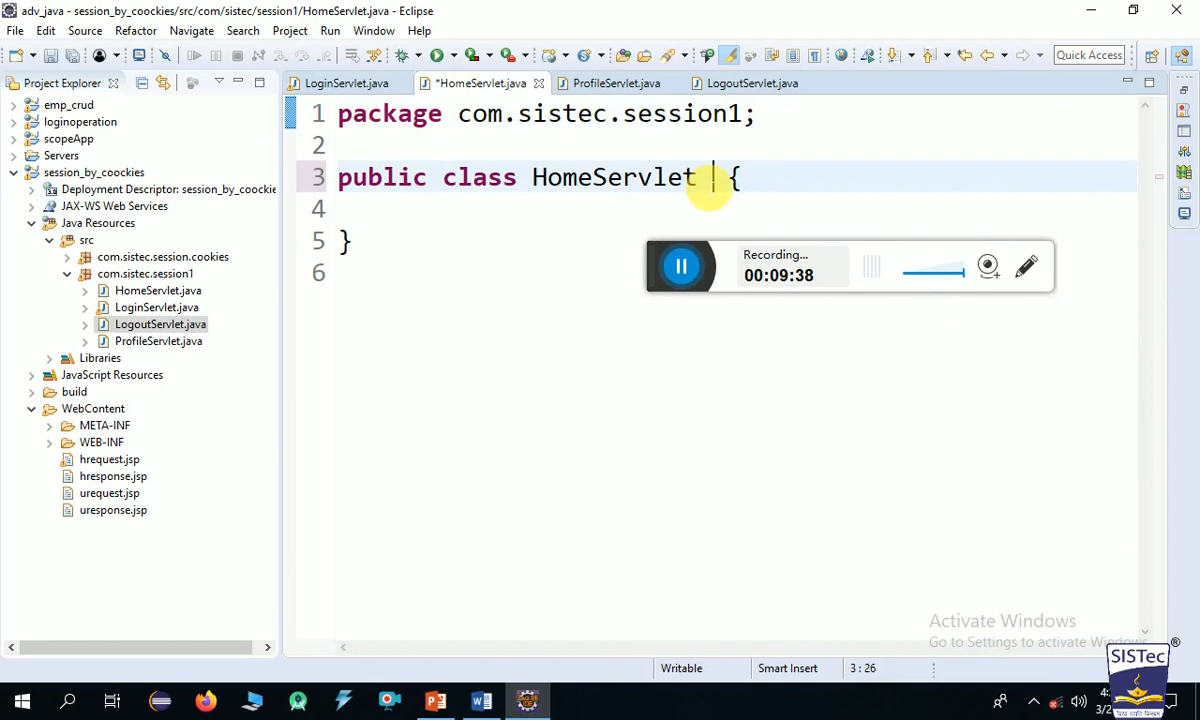 adv_java - session_by_coockies/src/com/sistec/session1/HomeServlet.java - Eclipse
File Edit Source Refactor Navigate Search Project Run Window Help
Quick Access
Project Explorer
LoginServlet.java
*HomeServlet.java
ProfileServlet.java
LogoutServlet.java
emp_crud
loginoperation
scopeApp
Servers
session_by_coockies
Deployment Descriptor: session_by_coockie
JAX-WS Web Services
Java Resources
src
com.sistec.session.cookies
com.sistec.session1
HomeServlet.java
LoginServlet.java
LogoutServlet.java
ProfileServlet.java
Libraries
JavaScript Resources
build
WebContent
META-INF
WEB-INF
hrequest.jsp
hresponse.jsp
urequest.jsp
uresponse.jsp
1 package com.sistec.session1;
2
3 public class HomeServlet {
4
5 }
6
Recording...
00:09:38
Activate Windows
Go to Settings to activate Windows.
Writable
Smart Insert
3 : 26
SISTec
®